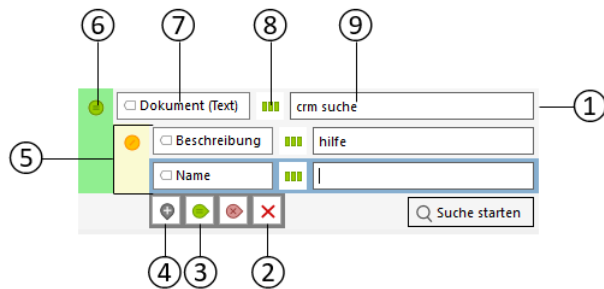 ⑥ ⑦ ⑧ ⑨
Dokument (Text) crm suche ①
⑤ Beschreibung hilfe
Name
Suche starten
④ ③ ②